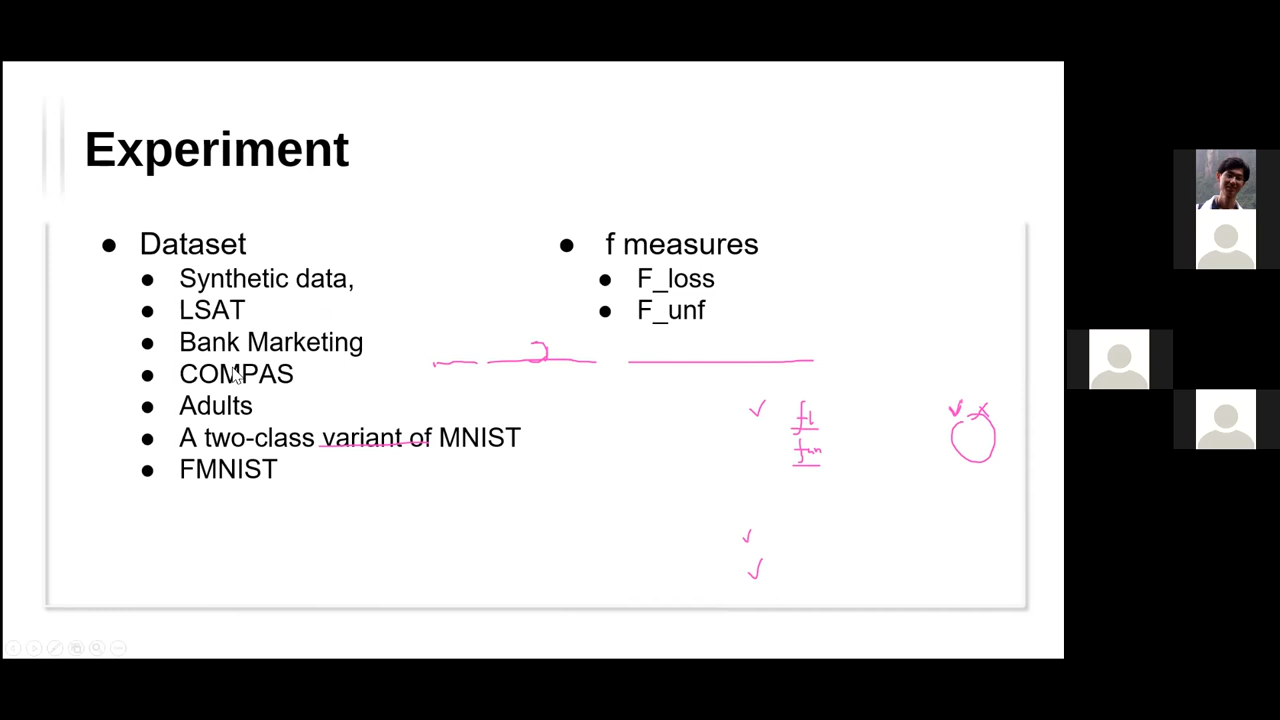 Experiment
Dataset
Synthetic data,
LSAT
Bank Marketing
COMPAS
Adults
A two-class variant of MNIST
FMNIST
f measures
F_loss
F_unf